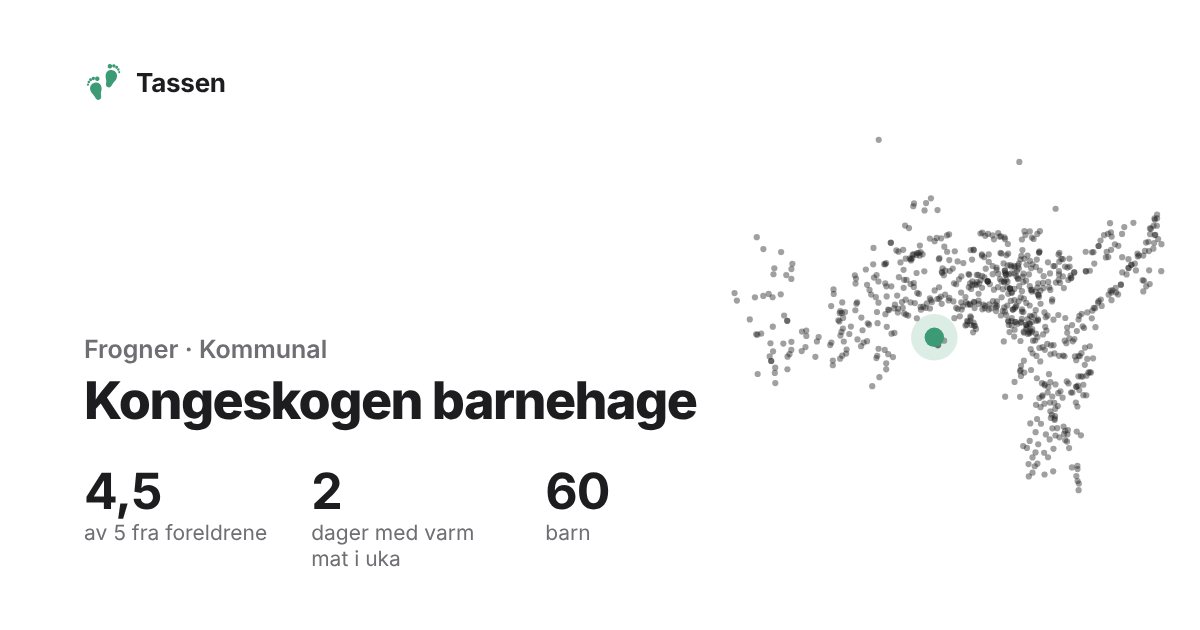 Tassen
Frogner · Kommunal
Kongeskogen barnehage
4,5
av 5 fra foreldrene
2
dager med varm
mat i uka
60
barn